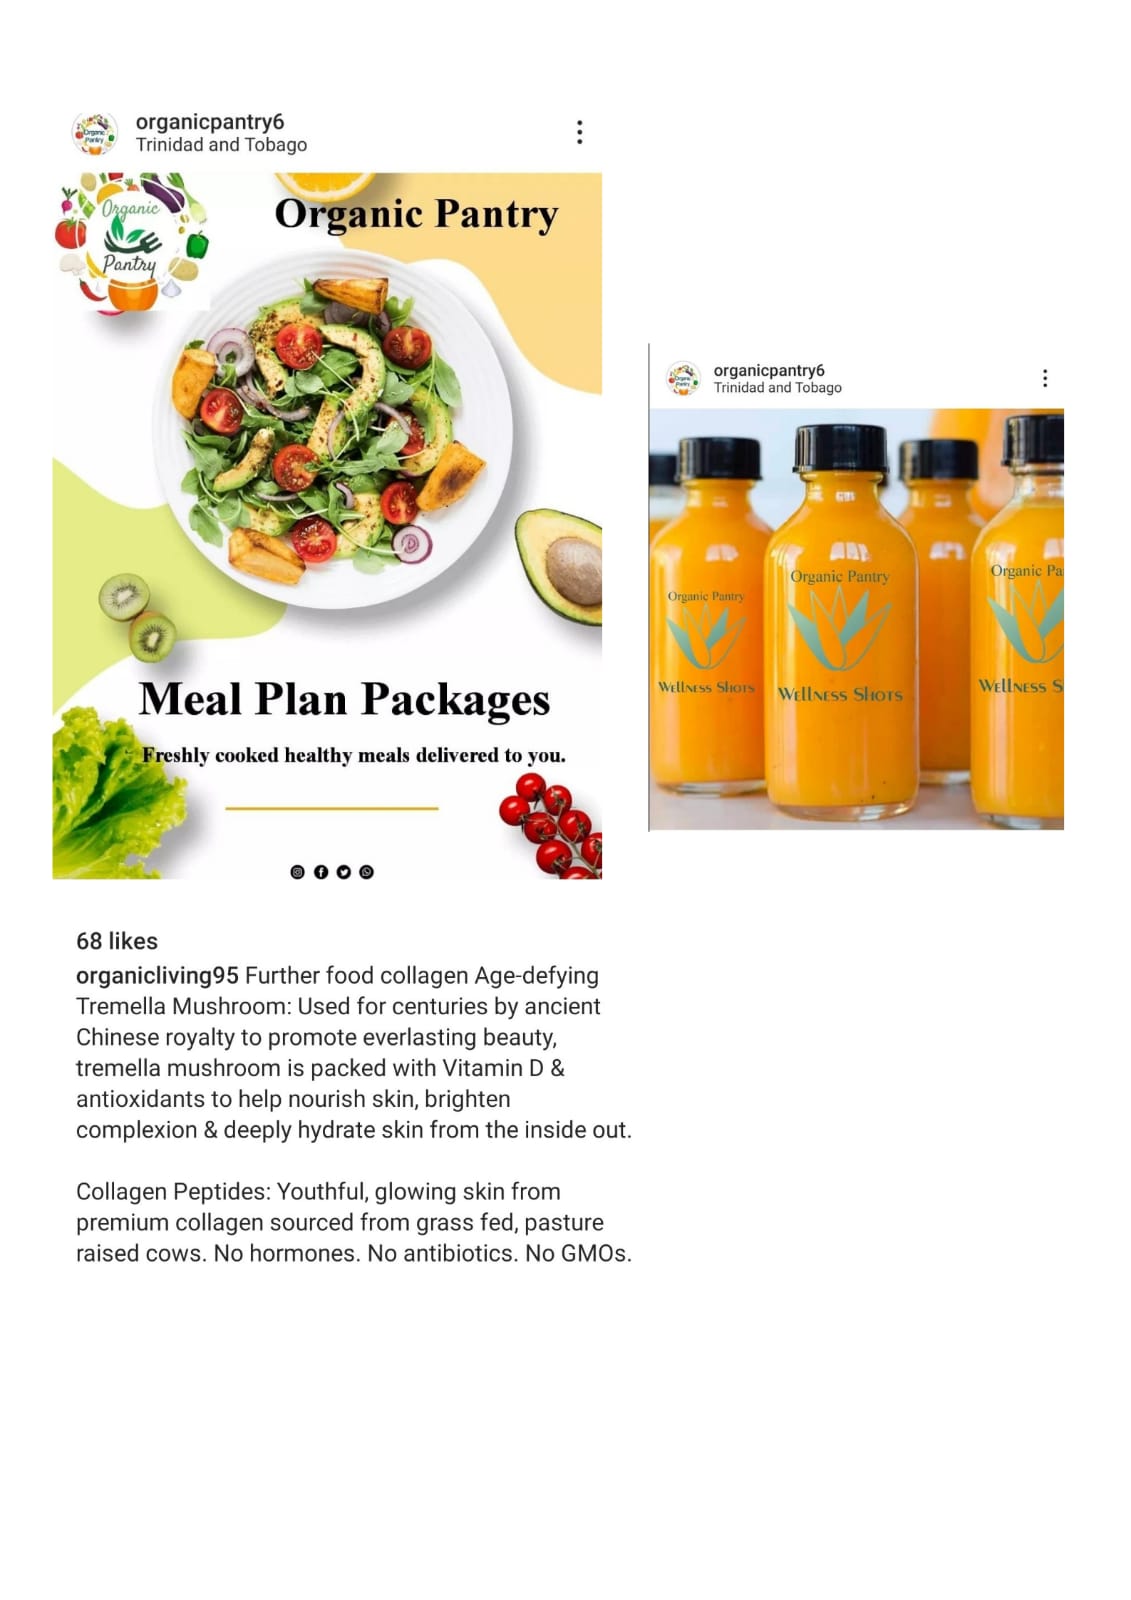 organicpantry6
Trinidad and Tobago
Organic
Pantry
Organic Pantry
Organic
Pantry
Meal Plan Packages
Freshly cooked healthy meals delivered to you.
organicpantry6
Trinidad and Tobago
Organic
Pantry
Organic Pantry
Wellness Shots
Organic Pantry
Wellness Shots
Organic Pa
Wellness S
68 likes
organicliving95 Further food collagen Age-defying
Tremella Mushroom: Used for centuries by ancient
Chinese royalty to promote everlasting beauty,
tremella mushroom is packed with Vitamin D &
antioxidants to help nourish skin, brighten
complexion & deeply hydrate skin from the inside out.
Collagen Peptides: Youthful, glowing skin from
premium collagen sourced from grass fed, pasture
raised cows. No hormones. No antibiotics. No GMOs.